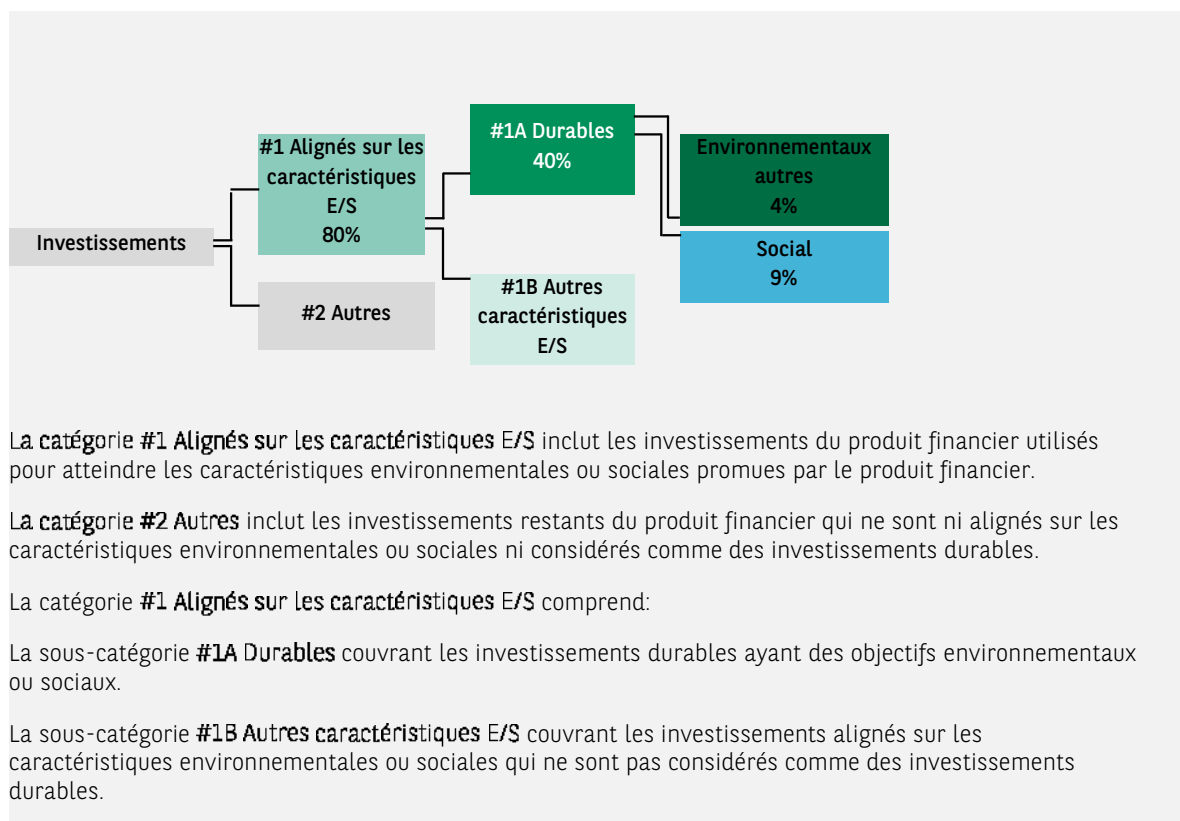 #1A Durables
40%
#1 Alignés sur les
caractéristiques
E/S
80%
Environnementaux
autres
4%
Investissements
Social
9%
#2 Autres
#1B Autres
caractéristiques
E/S
La catégorie #1 Alignés sur les caractéristiques E/S inclut les investissements du produit financier utilisés
pour atteindre les caractéristiques environnementales ou sociales promues par le produit financier.
La catégorie #2 Autres inclut les investissements restants du produit financier qui ne sont ni alignés sur les
caractéristiques environnementales ou sociales ni considérés comme des investissements durables.
La catégorie #1 Alignés sur les caractéristiques E/S comprend:
La sous-catégorie #1A Durables couvrant les investissements durables ayant des objectifs environnementaux
ou sociaux.
La sous-catégorie #1B Autres caractéristiques E/S couvrant les investissements alignés sur les
caractéristiques environnementales ou sociales qui ne sont pas considérés comme des investissements
durables.